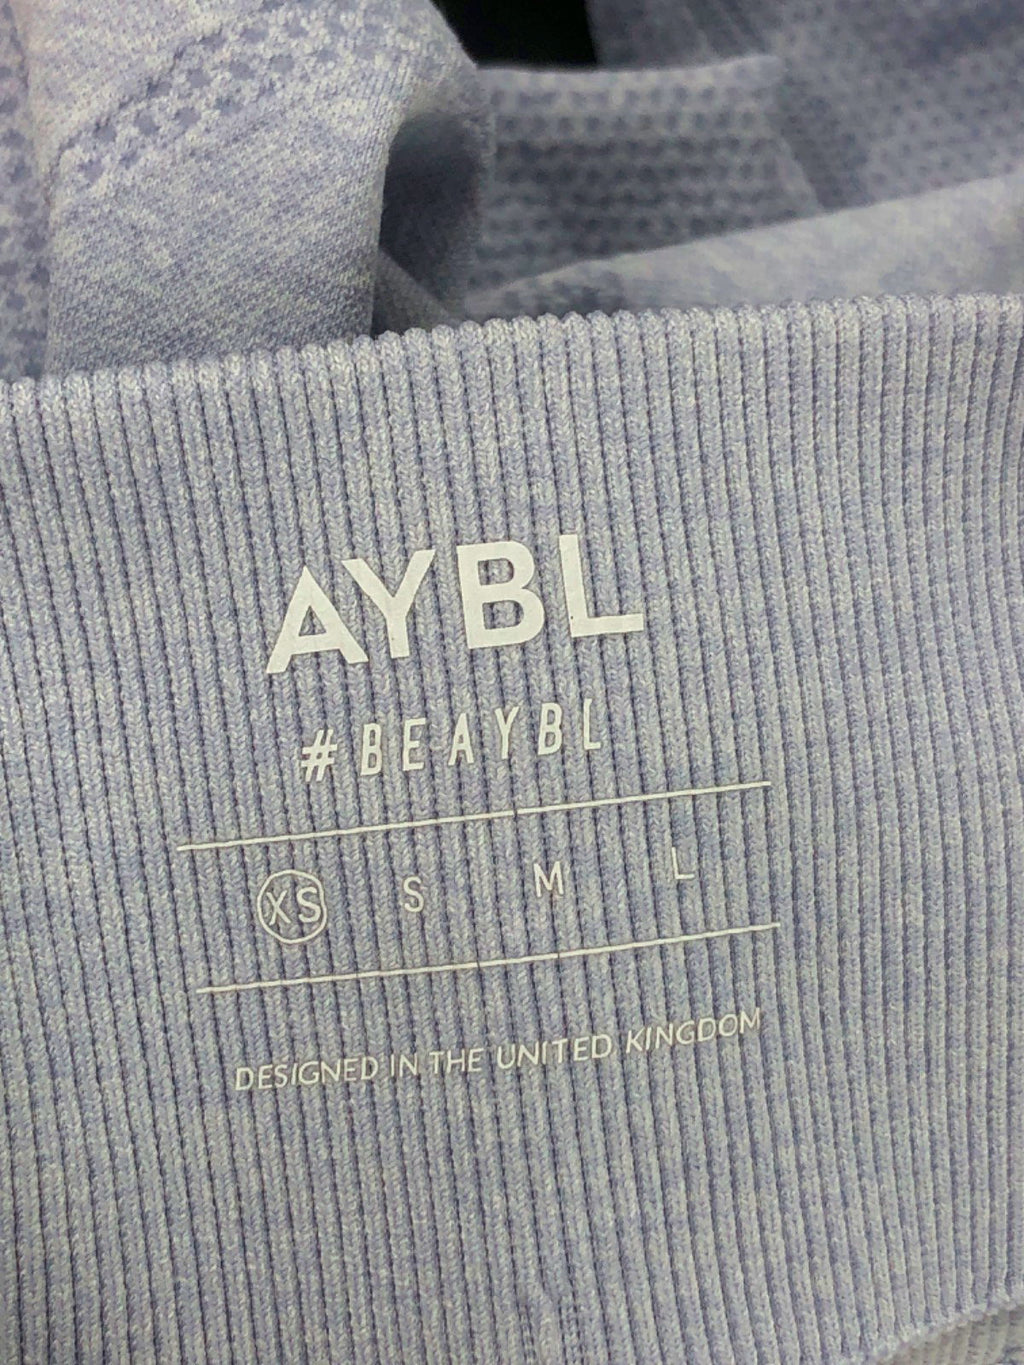 AYBL
#BEAYBL
XS S M L
DESIGNED IN THE UNITED KINGDOM